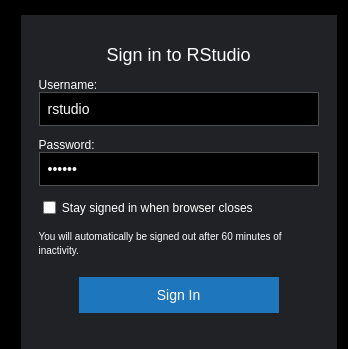 Sign in to RStudio
Username:
rstudio
Password:
••••••
Stay signed in when browser closes
You will automatically be signed out after 60 minutes of
inactivity.
Sign In